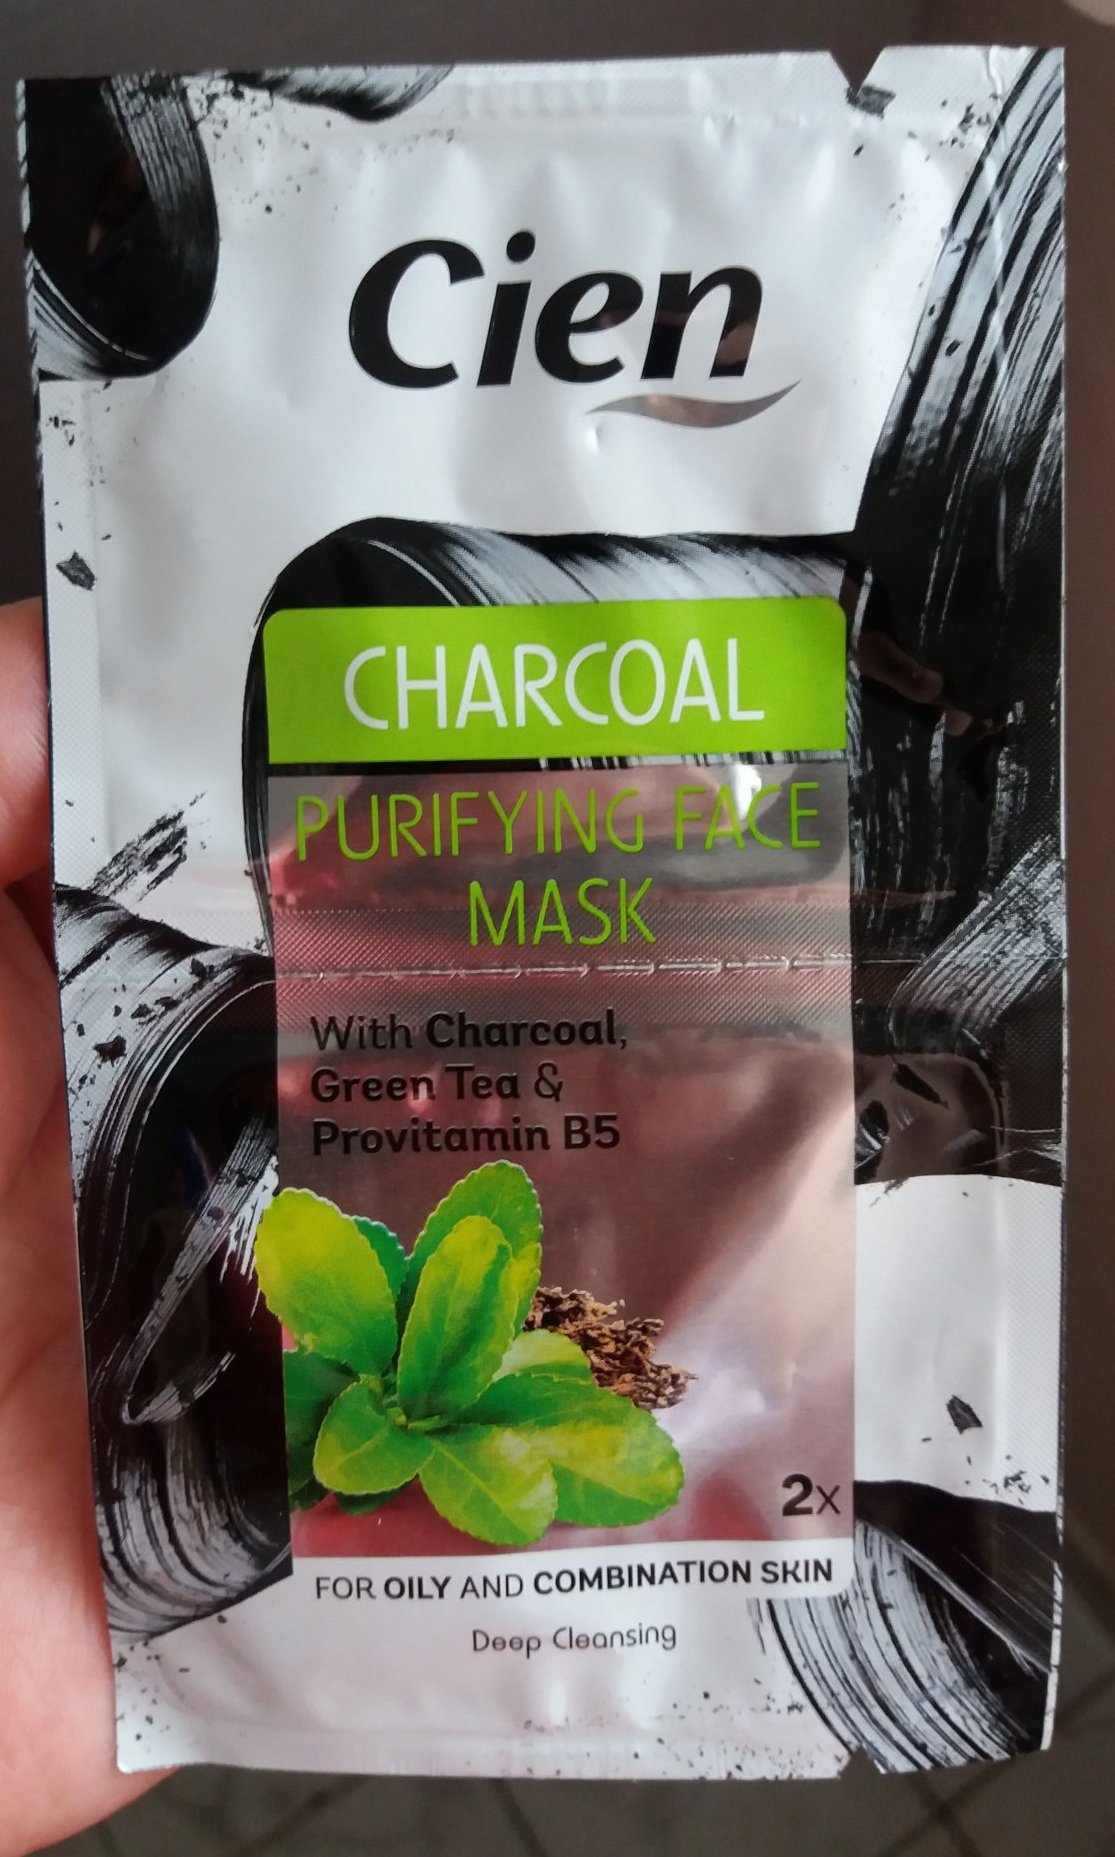 Cien
CHARCOAL
PURIFYING FACE
MASK
With Charcoal,
Green Tea &
Provitamin B5
2x
FOR OILY AND COMBINATION SKIN
Deep Cleansing